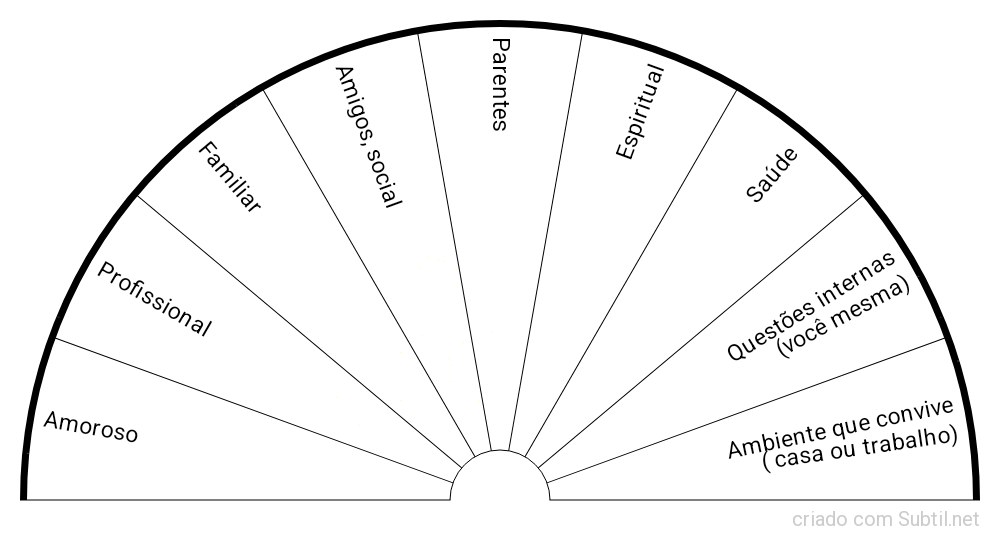 Amoroso
Profissional
Familiar
Amigos, social
Parentes
Espiritual
Saúde
Questões internas
(você mesma)
Ambiente que convive
( casa ou trabalho)
criado com Subtil.net